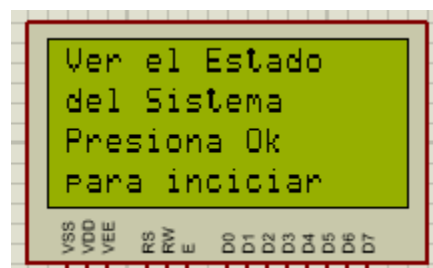 Ver el Estado
del Sistema
Presiona Ok
para inciciar
VSS VDD VEE RS RW E D0 D1 D2 D3 D4 D5 D6 D7